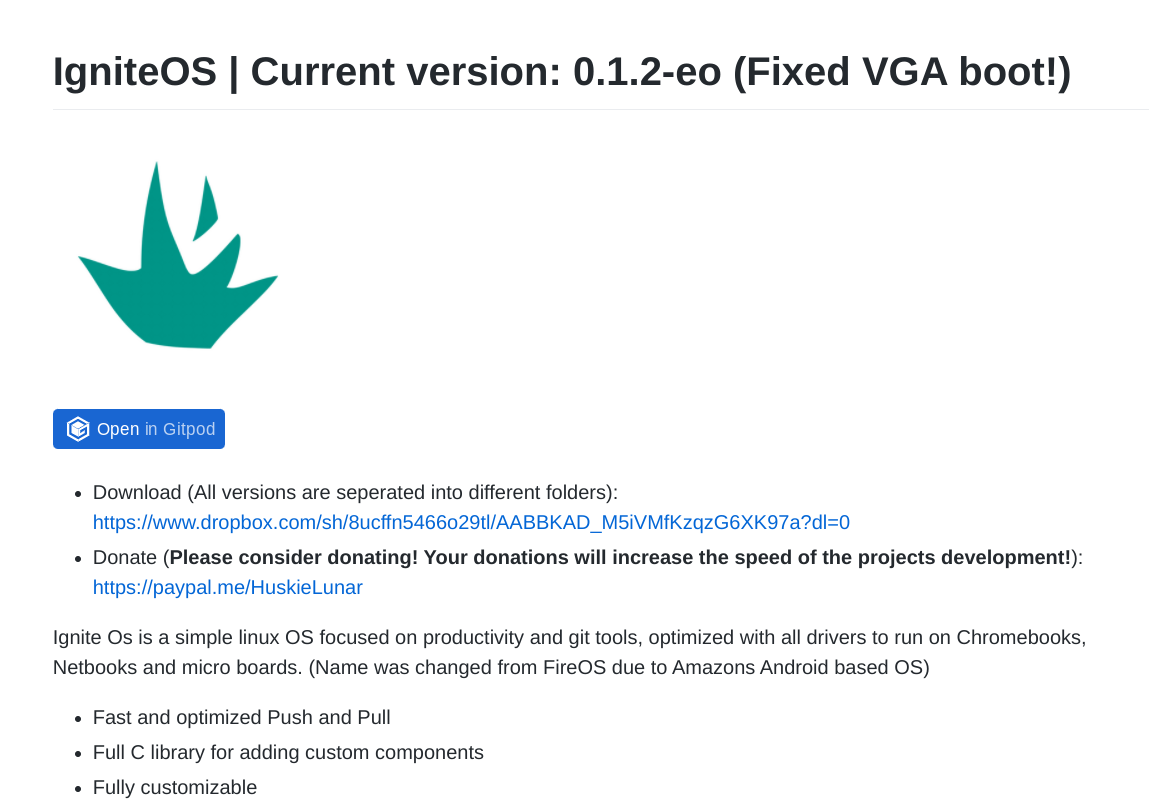 IgniteOS | Current version: 0.1.2-eo (Fixed VGA boot!)
Open in Gitpod
Download (All versions are seperated into different folders):
https://www.dropbox.com/sh/8ucffn5466o29tl/AABBKAD_M5iVMfKzqzG6XK97a?dl=0
Donate (Please consider donating! Your donations will increase the speed of the projects development!):
https://paypal.me/HuskieLunar
Ignite Os is a simple linux OS focused on productivity and git tools, optimized with all drivers to run on Chromebooks,
Netbooks and micro boards. (Name was changed from FireOS due to Amazons Android based OS)
Fast and optimized Push and Pull
Full C library for adding custom components
Fully customizable